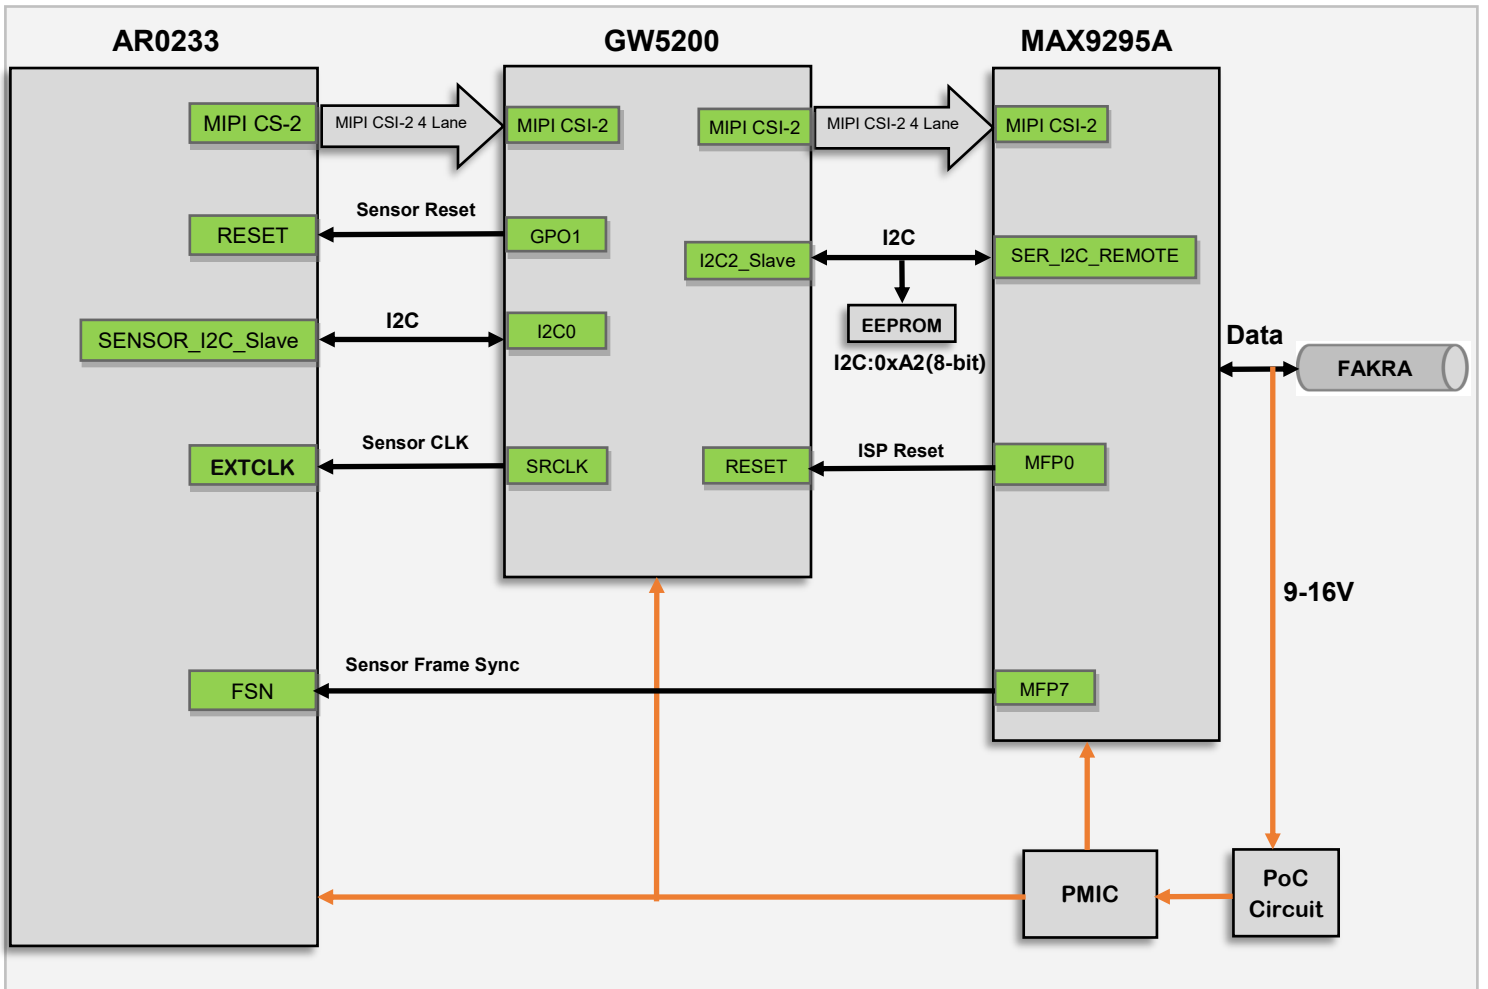 AR0233
GW5200
MAX9295A
MIPI CS-2
MIPI CSI-2 4 Lane
MIPI CSI-2
MIPI CSI-2
MIPI CSI-2 4 Lane
MIPI CSI-2
Sensor Reset
RESET
GPO1
I2C
I2C2_Slave
SER_I2C_REMOTE
EEPROM
I2C:0xA2(8-bit)
I2C
SENSOR_I2C_Slave
I2C0
Data
FAKRA
Sensor CLK
EXTCLK
SRCLK
ISP Reset
RESET
MFP0
9-16V
Sensor Frame Sync
FSN
MFP7
PMIC
PoC
Circuit